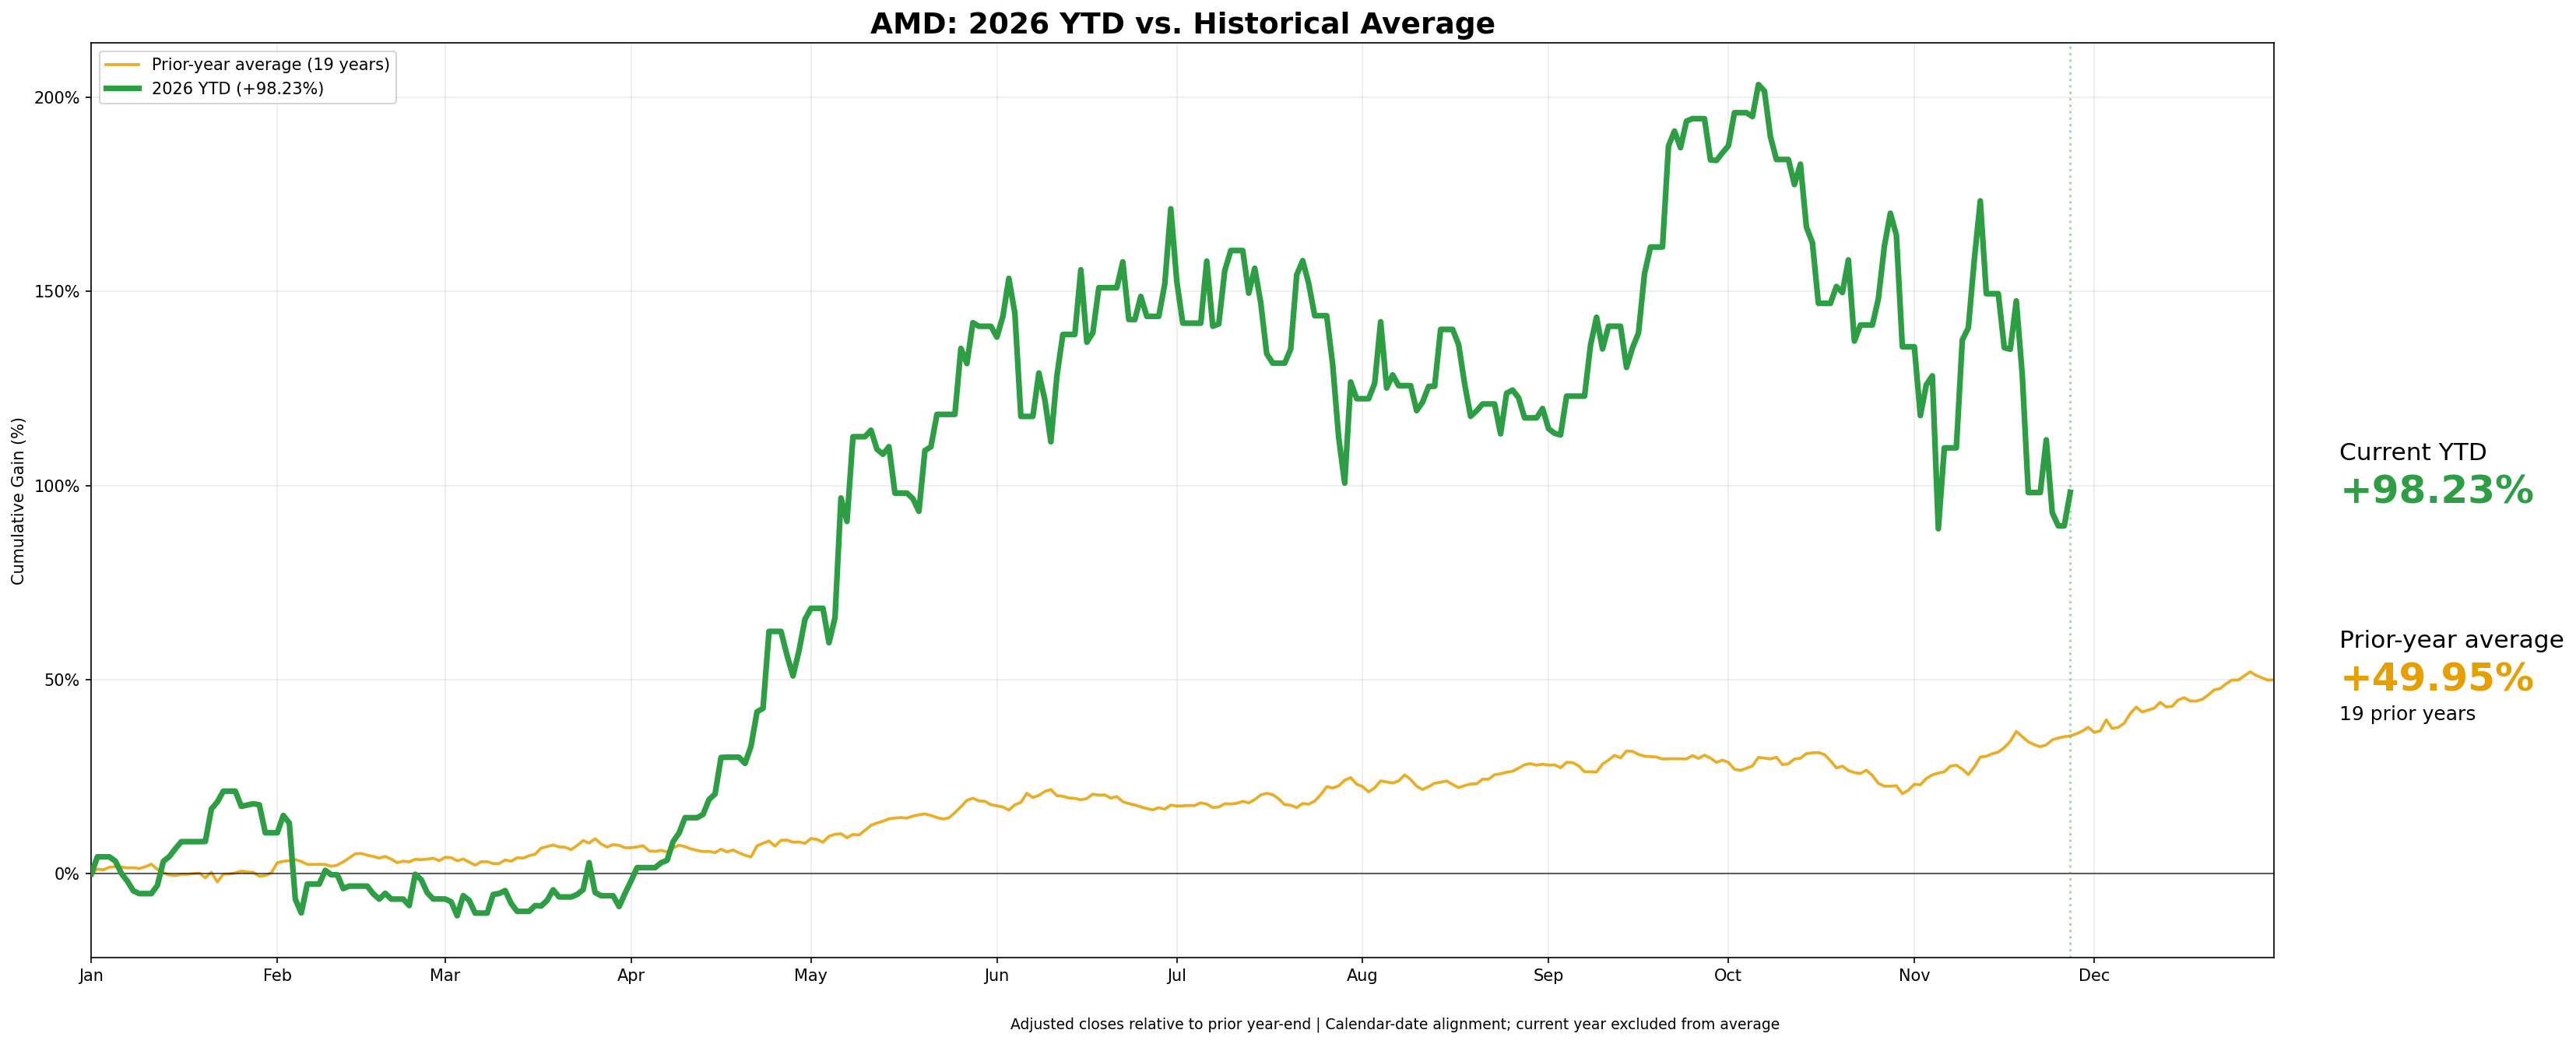 AMD: 2026 YTD vs. Historical Average
Prior-year average (19 years)
2026 YTD (+98.23%)
Cumulative Gain (%)
200%
150%
100%
50%
0%
Jan
Feb
Mar
Apr
May
Jun
Jul
Aug
Sep
Oct
Nov
Dec
Current YTD
+98.23%
Prior-year average
+49.95%
19 prior years
Adjusted closes relative to prior year-end | Calendar-date alignment; current year excluded from average